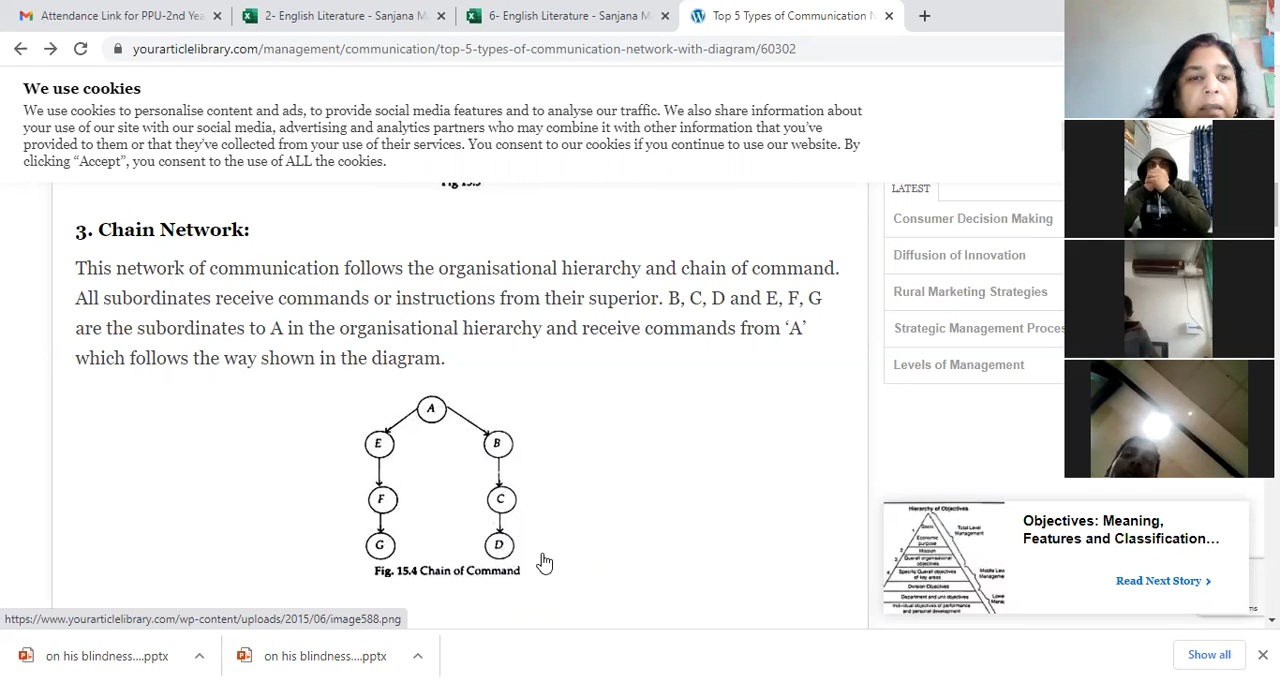 Attendance Link for PPU-2nd Yea
2- English Literature - Sanjana M
6- English Literature - Sanjana M
Top 5 Types of Communication N
yourarticlelibrary.com/management/communication/top-5-types-of-communication-network-with-diagram/60302
We use cookies
We use cookies to personalise content and ads, to provide social media features and to analyse our traffic. We also share information about
your use of our site with our social media, advertising and analytics partners who may combine it with other information that you've
provided to them or that they've collected from your use of their services. You consent to our cookies if you continue to use our website. By
clicking “Accept”, you consent to the use of ALL the cookies.
LATEST
Consumer Decision Making
Diffusion of Innovation
Rural Marketing Strategies
Strategic Management Proces
Levels of Management
3. Chain Network:
This network of communication follows the organisational hierarchy and chain of command.
All subordinates receive commands or instructions from their superior. B, C, D and E, F, G
are the subordinates to A in the organisational hierarchy and receive commands from ‘A’
which follows the way shown in the diagram.
A
E
B
F
C
G
D
Fig. 15.4 Chain of Command
Hierarchy of Objectives
Objectives: Meaning,
Features and Classification...
Read Next Story
https://www.yourarticlelibrary.com/wp-content/uploads/2015/06/image588.png
on his blindness....pptx
on his blindness....pptx
Show all